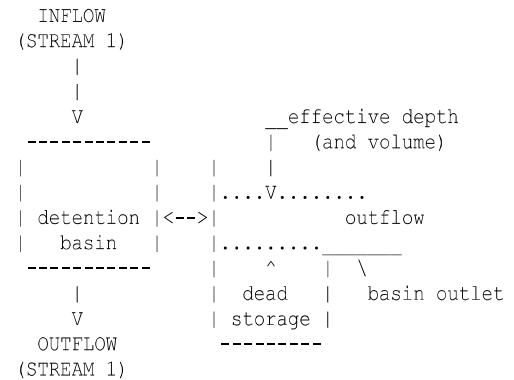 INFLOW
(STREAM 1)
effective depth
(and volume)
detention
basin
outflow
dead
storage
basin outlet
OUTFLOW
(STREAM 1)